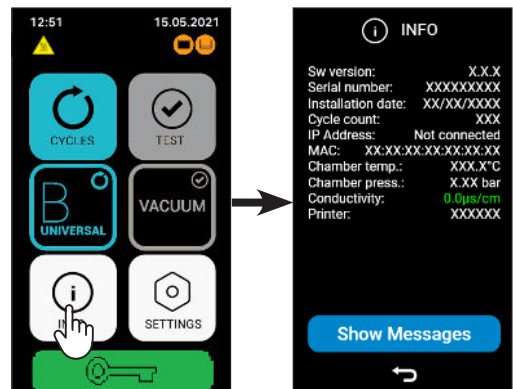 12:51 15.05.2021
CYCLES TEST
B
UNIVERSAL
VACUUM
SETTINGS
INFO
Sw version: X.X.X
Serial number: XXXXXXXXX
Installation date: XX/XX/XXXX
Cycle count: XXX
IP Address: Not connected
MAC: XX:XX:XX:XX:XX:XX:XX
Chamber temp.: XXX.X°C
Chamber press.: X.XX bar
Conductivity: 0.0µs/cm
Printer: XXXXXX
Show Messages